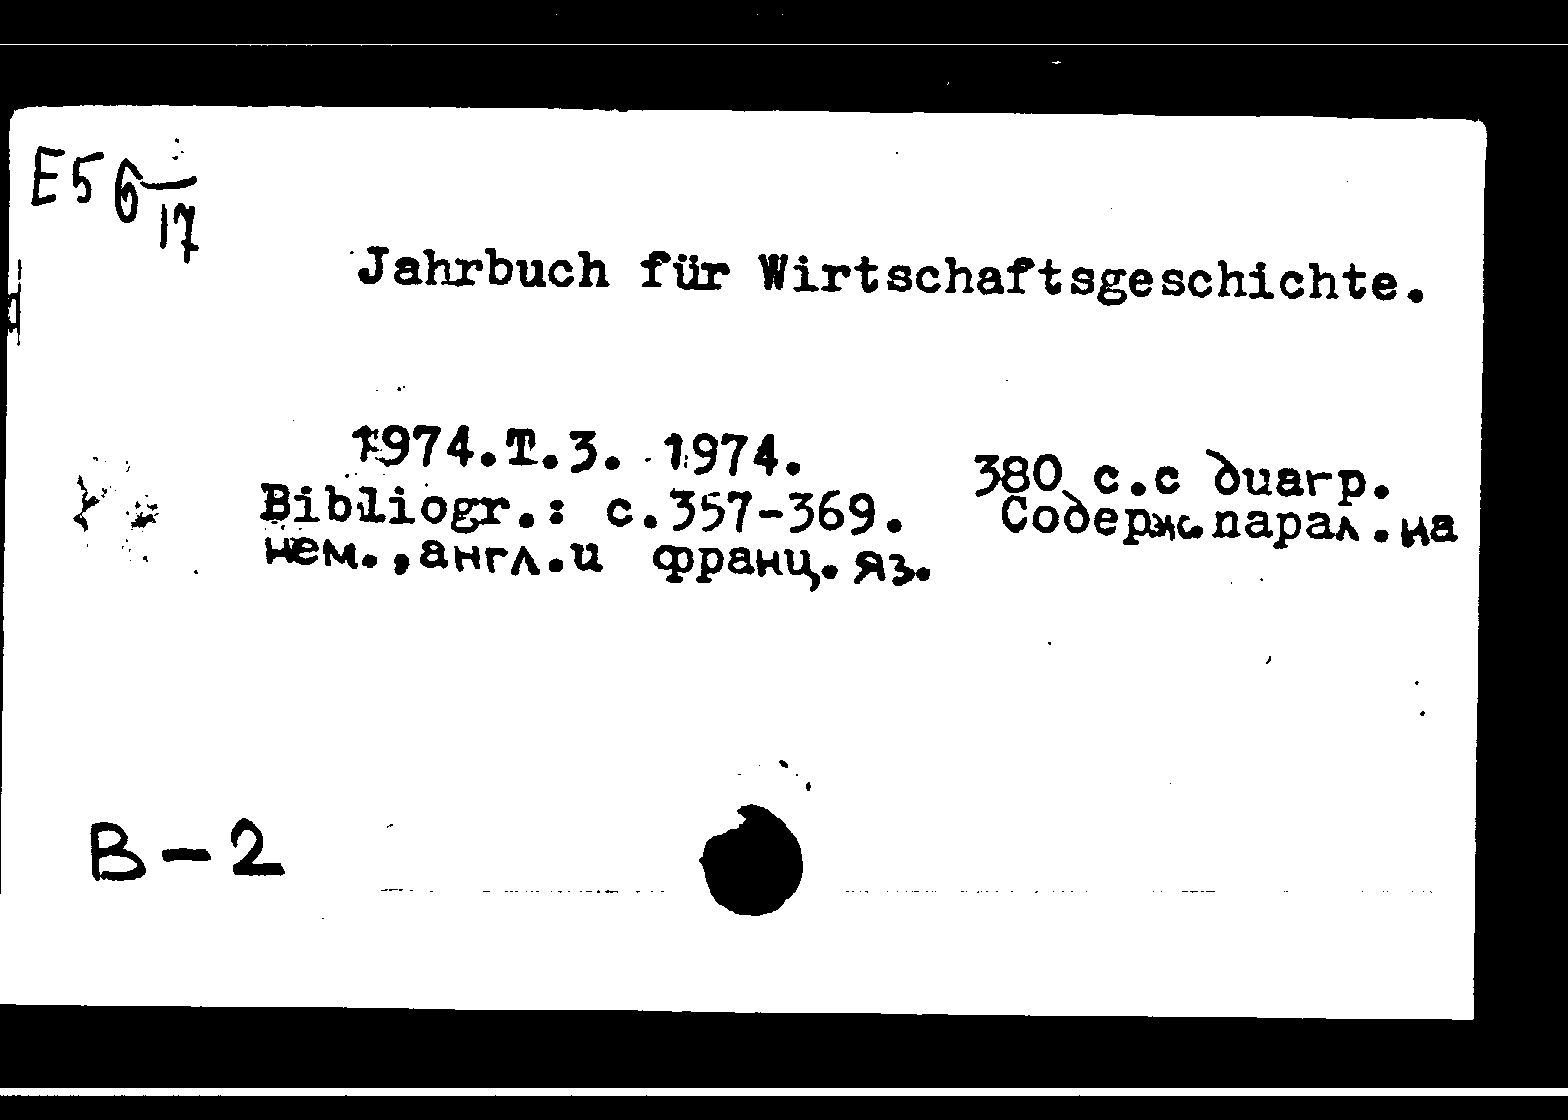 E56/17
Jahrbuch für Wirtschaftsgeschichte.
1974.T.3. 1974. 380 с.с диагр.
Bibliogr.: с.357-369. Содерж.парал.на
нем.,англ.и франц.яз.
B-2